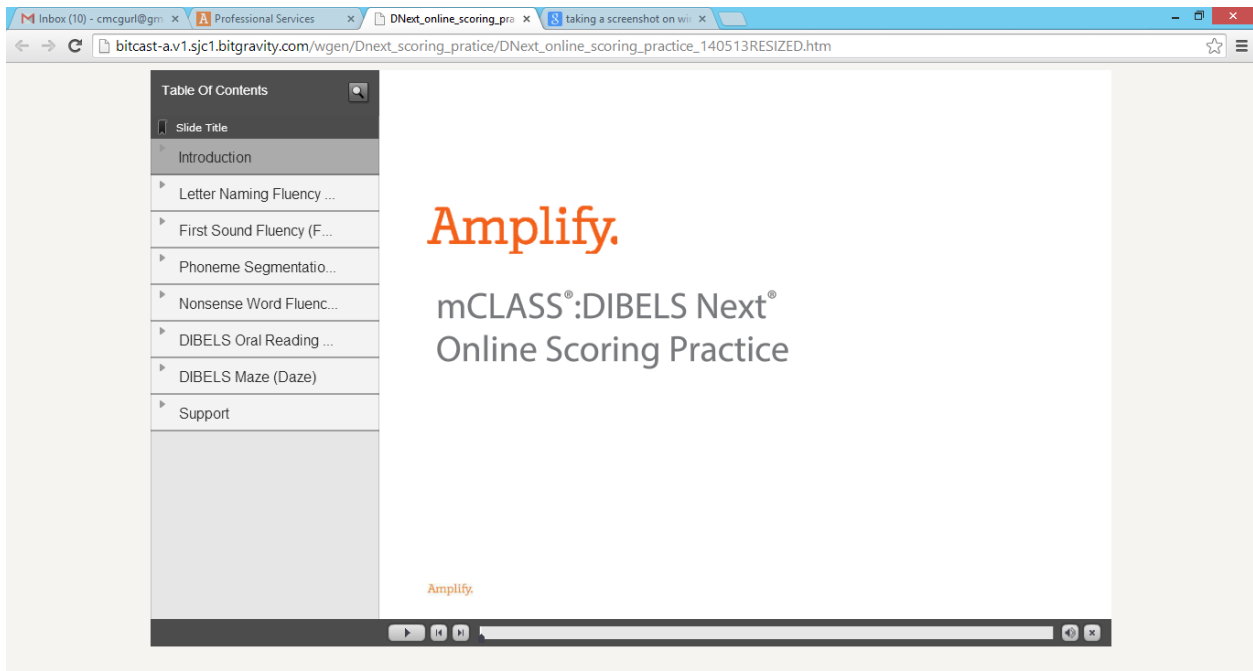 Inbox (10) - cmcgurl@gm
Professional Services
DNext_online_scoring_pra
taking a screenshot on wi
bitcast-a.v1.sjc1.bitgravity.com/wgen/Dnext_scoring_pratice/DNext_online_scoring_practice_140513RESIZED.htm
Table Of Contents
Slide Title
Introduction
Letter Naming Fluency ...
First Sound Fluency (F...
Phoneme Segmentatio...
Nonsense Word Fluenc...
DIBELS Oral Reading ...
DIBELS Maze (Daze)
Support
Amplify.
mCLASS®:DIBELS Next®
Online Scoring Practice
Amplify.